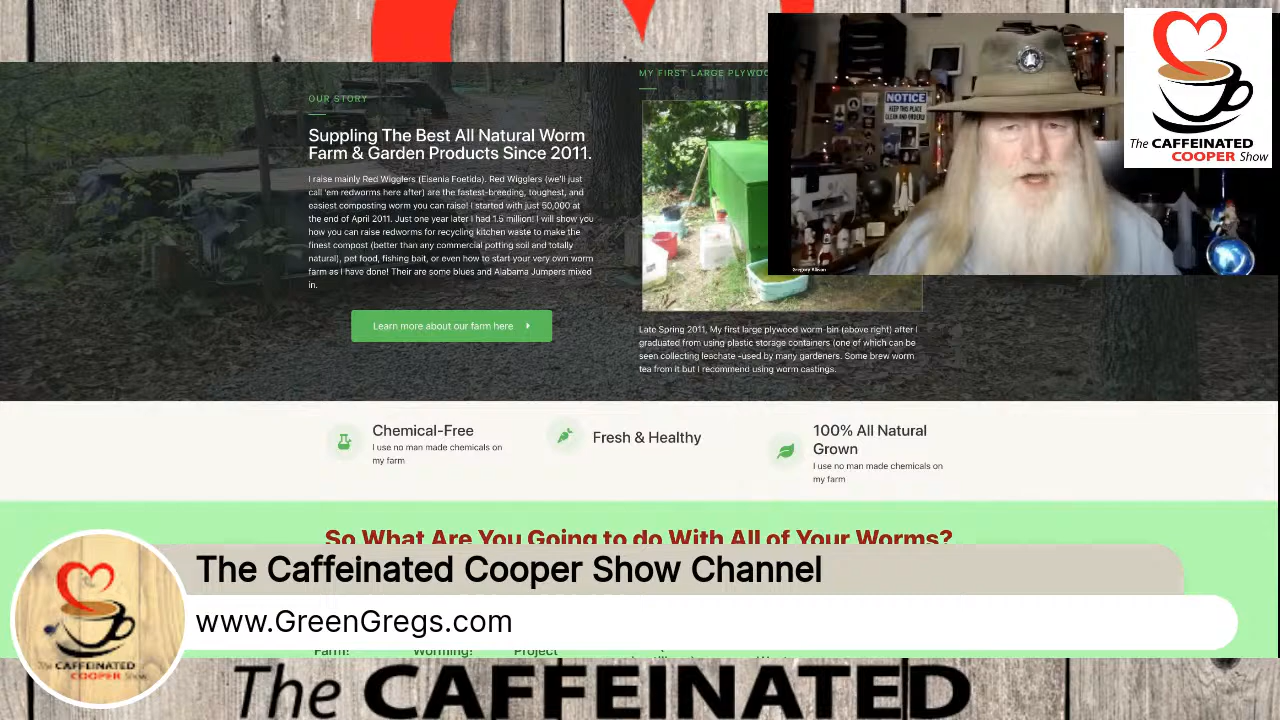 OUR STORY
Suppling The Best All Natural Worm
Farm & Garden Products Since 2011.
I raise mainly Red Wigglers (Eisenia Foetida). Red Wigglers (we'll just
call 'em redworms here after) are the fastest-breeding, toughest, and
easiest composting worm you can raise! I started with just 50,000 at
the end of April 2011. Just one year later I had 1.5 million! I will show you
how you can raise redworms for recycling kitchen waste to make the
finest compost (better than any commercial potting soil and totally
natural), pet food, fishing bait, or even how to start your very own worm
farm as I have done! Their are some blues and Alabama Jumpers mixed
in.
Learn more about our farm here
MY FIRST LARGE PLYWO
Late Spring 2011, My first large plywood worm-bin (above right) after I
graduated from using plastic storage containers (one of which can be
seen collecting leachate -used by many gardeners. Some brew worm
tea from it but I recommend using worm castings.
NOTICE
KEEP THIS PLACE
CLEAN AND ORDERLY
Gregory Allison
The CAFFEINATED
COOPER Show
Chemical-Free
I use no man made chemicals on
my farm
Fresh & Healthy
100% All Natural
Grown
I use no man made chemicals on
my farm
So What Are You Going to do With All of Your Worms?
The Caffeinated Cooper Show Channel
www.GreenGregs.com
Farm!
Worming!
Project
The CAFFEINATED
COOPER Show
The CAFFEINATED